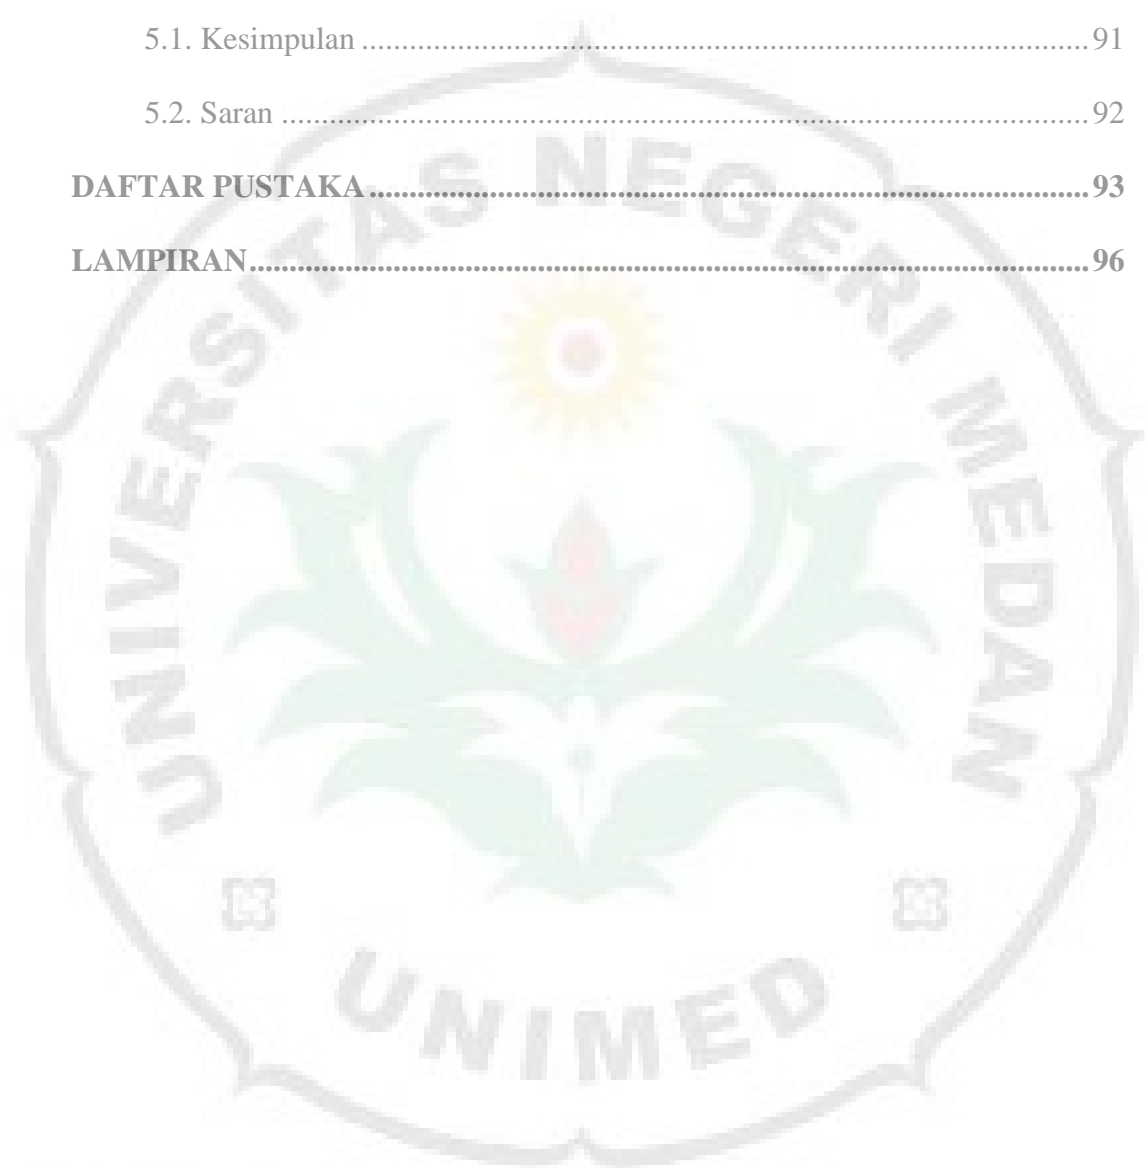 5.1. Kesimpulan ........................................................................... 91
5.2. Saran .................................................................................... 92
DAFTAR PUSTAKA ........................................................................... 93
LAMPIRAN ........................................................................................ 96
UNIVERSITAS NEGERI MEDAN
UNIMED